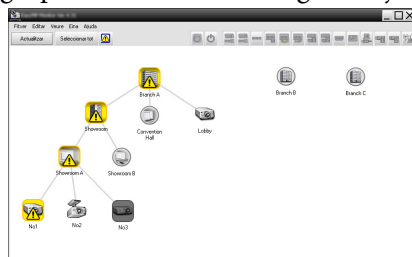 Fitxer Editar Veure Eina Ajuda
Actualitzar Seleccionar tot
Branch A
Branch B
Branch C
Showroom
Convention
Hall
Lobby
Showroom A
Showroom B
No1
No2
No3